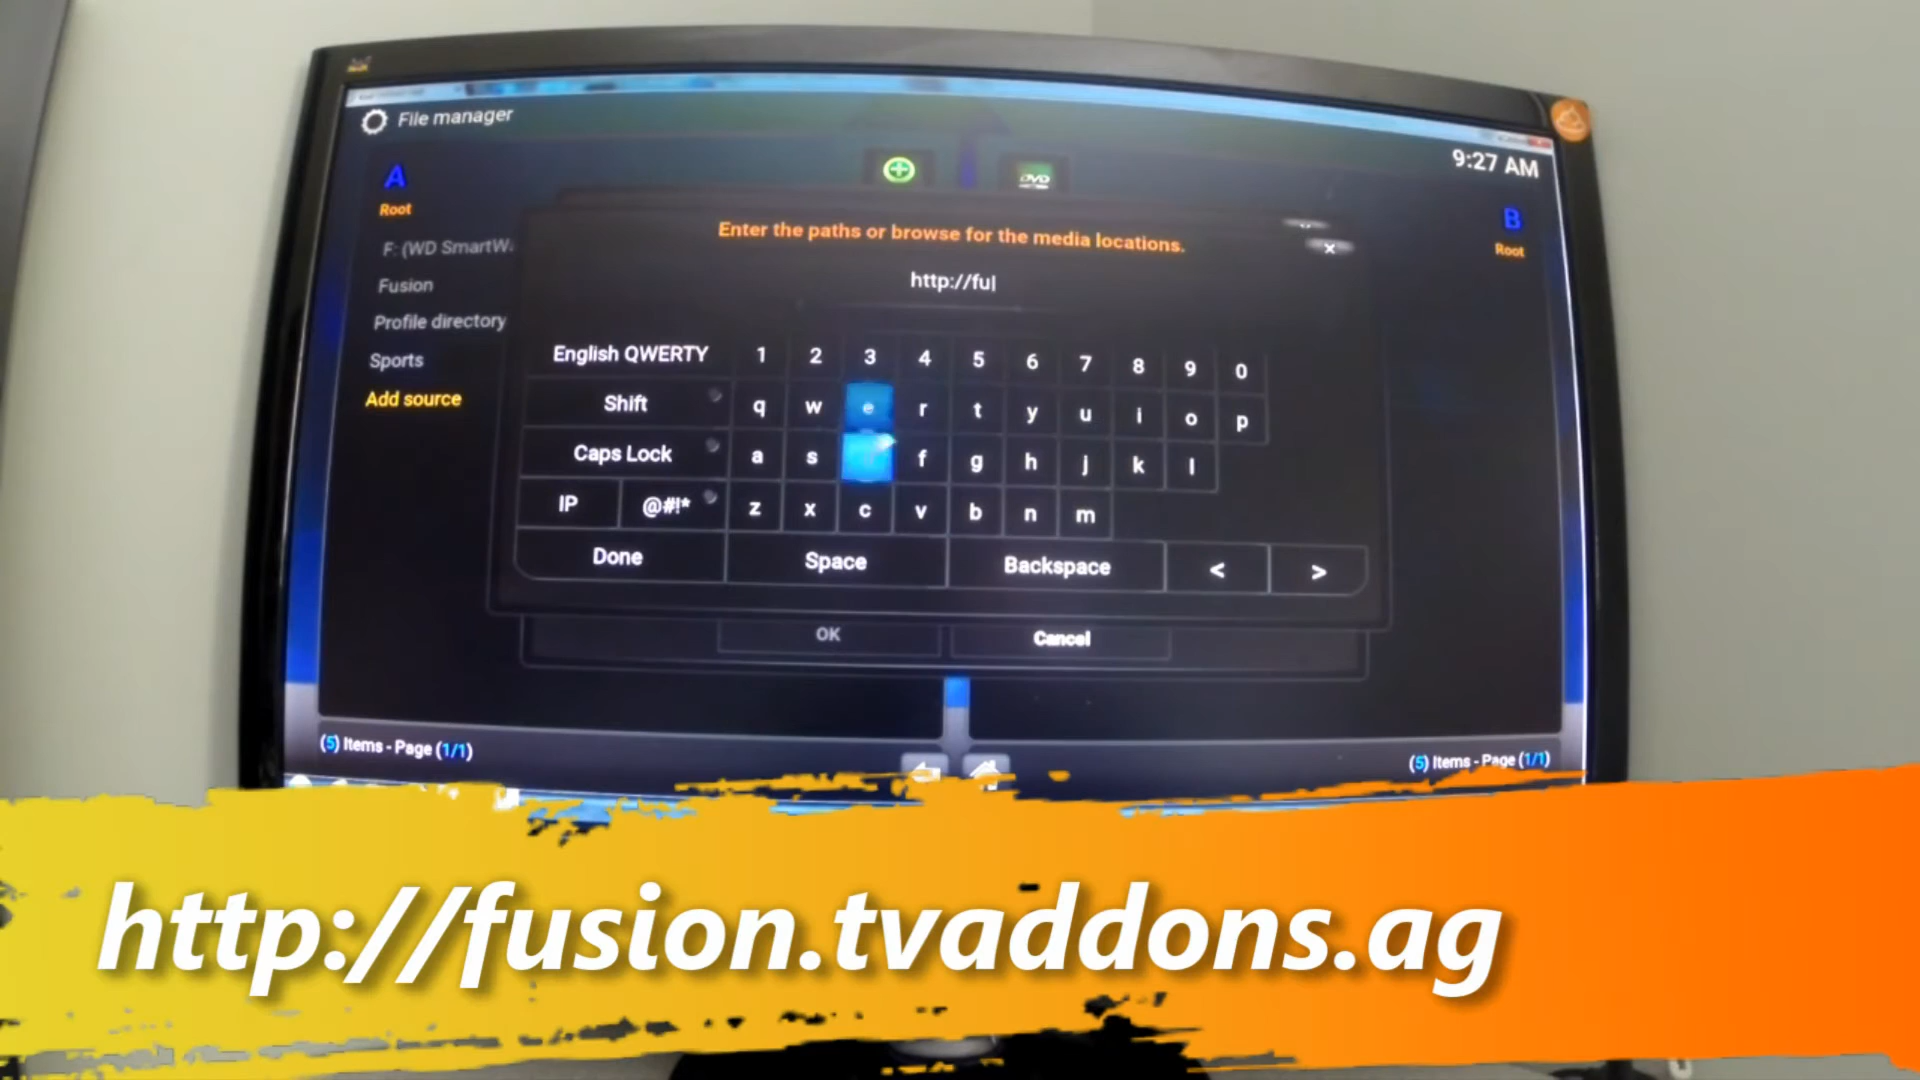 File manager
9:27 AM
A
Root
B
Root
DVD
F: (WD SmartW
Fusion
Profile directory
Sports
Add source
Enter the paths or browse for the media locations.
http://fu
English QWERTY 1 2 3 4 5 6 7 8 9 0
Shift q w e r t y u i o p
Caps Lock a s f g h j k l
IP @#!* z x c v b n m
Done Space Backspace < >
OK Cancel
(5) Items - Page (1/1)
(5) Items - Page (1/1)
http://fusion.tvaddons.ag